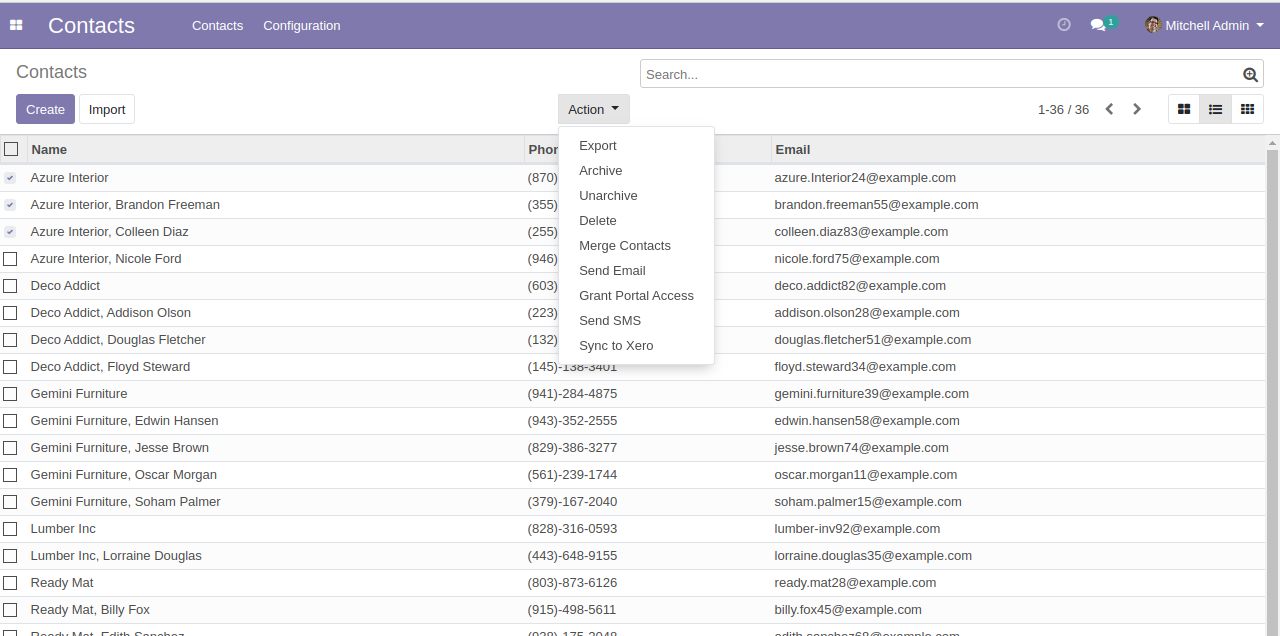 Contacts Contacts Configuration 1 Mitchell Admin
Contacts Search...
Create Import Action 1-36 / 36
Name Phon Email
Export
Archive
Unarchive
Delete
Merge Contacts
Send Email
Grant Portal Access
Send SMS
Sync to Xero
Azure Interior (870) azure.Interior24@example.com
Azure Interior, Brandon Freeman (355) brandon.freeman55@example.com
Azure Interior, Colleen Diaz (255) colleen.diaz83@example.com
Azure Interior, Nicole Ford (946) nicole.ford75@example.com
Deco Addict (603) deco.addict82@example.com
Deco Addict, Addison Olson (223) addison.olson28@example.com
Deco Addict, Douglas Fletcher (132) douglas.fletcher51@example.com
Deco Addict, Floyd Steward (145)-138-3401 floyd.steward34@example.com
Gemini Furniture (941)-284-4875 gemini.furniture39@example.com
Gemini Furniture, Edwin Hansen (943)-352-2555 edwin.hansen58@example.com
Gemini Furniture, Jesse Brown (829)-386-3277 jesse.brown74@example.com
Gemini Furniture, Oscar Morgan (561)-239-1744 oscar.morgan11@example.com
Gemini Furniture, Soham Palmer (379)-167-2040 soham.palmer15@example.com
Lumber Inc (828)-316-0593 lumber-inv92@example.com
Lumber Inc, Lorraine Douglas (443)-648-9155 lorraine.douglas35@example.com
Ready Mat (803)-873-6126 ready.mat28@example.com
Ready Mat, Billy Fox (915)-498-5611 billy.fox45@example.com
Ready Mat, Edith Sanchez